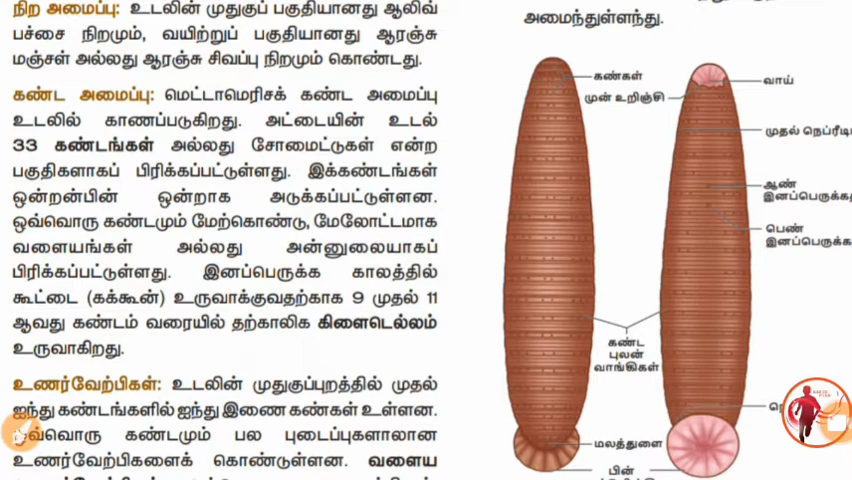 நிற அமைப்பு: உடலின் முதுகுப் பகுதியானது ஆலிவ்
பச்சை நிறமும், வயிற்றுப் பகுதியானது ஆரஞ்சு
மஞ்சள் அல்லது ஆரஞ்சு சிவப்பு நிறமும் கொண்டது.
கண்ட அமைப்பு: மெட்டாமெரிசக் கண்ட அமைப்பு
உடலில் காணப்படுகிறது. அட்டையின் உடல்
33 கண்டங்கள் அல்லது சோமைட்டுகள் என்ற
பகுதிகளாகப் பிரிக்கப்பட்டுள்ளது. இக்கண்டங்கள்
ஒன்றன்பின் ஒன்றாக அடுக்கப்பட்டுள்ளன.
ஒவ்வொரு கண்டமும் மேற்கொண்டு, மேலோட்டமாக
வளையங்கள் அல்லது அன்னுலையாகப்
பிரிக்கப்பட்டுள்ளது. இனப்பெருக்க காலத்தில்
கூட்டை (கக்கூன்) உருவாக்குவதற்காக 9 முதல் 11
ஆவது கண்டம் வரையில் தற்காலிக கிளைடெல்லம்
உருவாகிறது.
உணர்வேற்பிகள்: உடலின் முதுகுப்புறத்தில் முதல்
ஐந்து கண்டங்களில் ஐந்து இணை கண்கள் உள்ளன.
ஒவ்வொரு கண்டமும் பல புடைப்புகளாலான
உணர்வேற்பிகளைக் கொண்டுள்ளன. வளைய
அமைந்துள்ளந்து.
கண்கள்
முன் உறிஞ்சி
வாய்
முதல் நெப்ரீடி
ஆண்
இனப்பெருக்க
பெண்
இனப்பெருக்க
கண்ட
புலன்
வாங்கிகள்
மலத்துளை
பின்